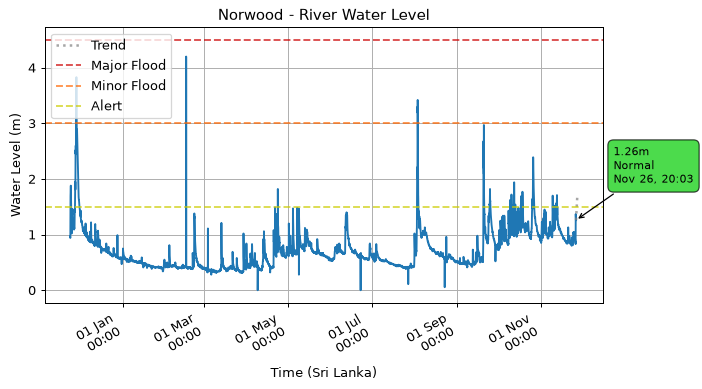 Norwood - River Water Level
Trend
Major Flood
Minor Flood
Alert
4
3
2
1
0
Water Level (m)
1.26m
Normal
Nov 26, 20:03
01 Jan
00:00
01 Mar
00:00
01 May
00:00
01 Jul
00:00
01 Sep
00:00
01 Nov
00:00
Time (Sri Lanka)